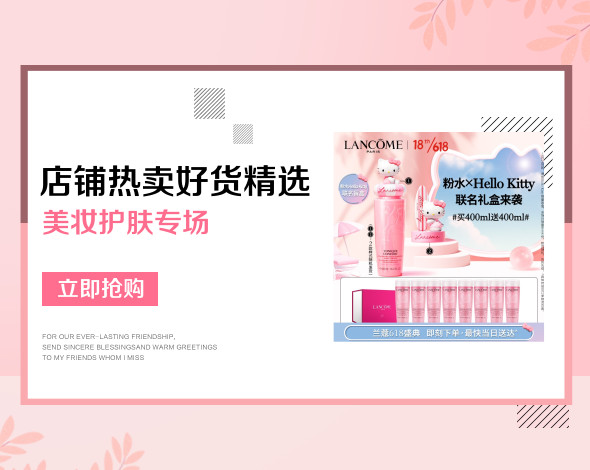 店铺热卖好货精选
美妆护肤专场
立即抢购
FOR OUR EVER-LASTING FRIENDSHIP,
SEND SINCERE BLESSINGSAND WARM GREETINGS
TO MY FRIENDS WHOM I MISS
LANCÔME
PARIS
18TH/618
粉水×Hello Kitty
联名礼盒来袭
#买400ml送400ml#
兰蔻618盛典 即刻下单·最快当日送达